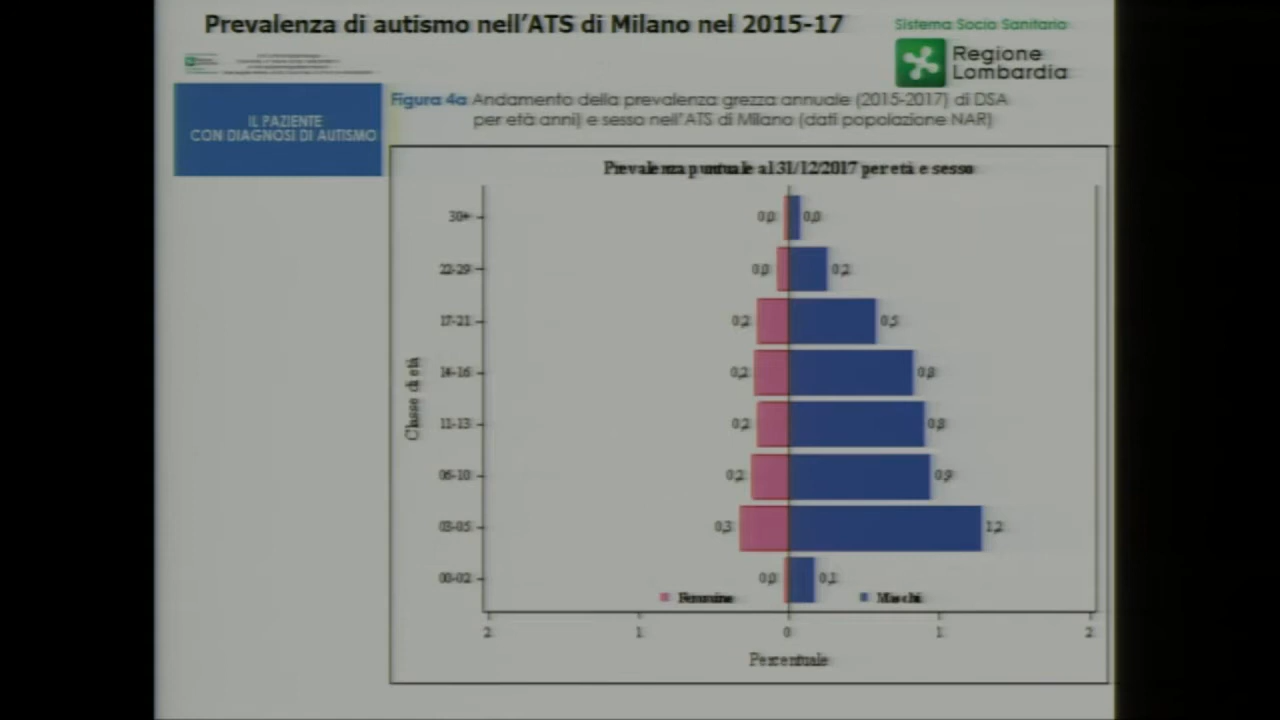 Prevalenza di autismo nell'ATS di Milano nel 2015-17
Sistema Socio Sanitario
Regione
Lombardia
IL PAZIENTE
CON DIAGNOSI DI AUTISMO
Figura 4a Andamento della prevalenza grezza annuale (2015-2017) di DSA
per età anni) e sesso nell'ATS di Milano (dati popolazione NAR)
Prevalenza puntuale al 31/12/2017 per età e sesso
Classe di età
30+ 0,0 0,0
22-29 0,0 0,2
17-21 0,2 0,5
14-16 0,2 0,8
11-13 0,2 0,8
06-10 0,2 0,9
03-05 0,3 1,2
00-02 0,0 0,1
Femmine Maschi
2 1 0 1 2
Percentuale